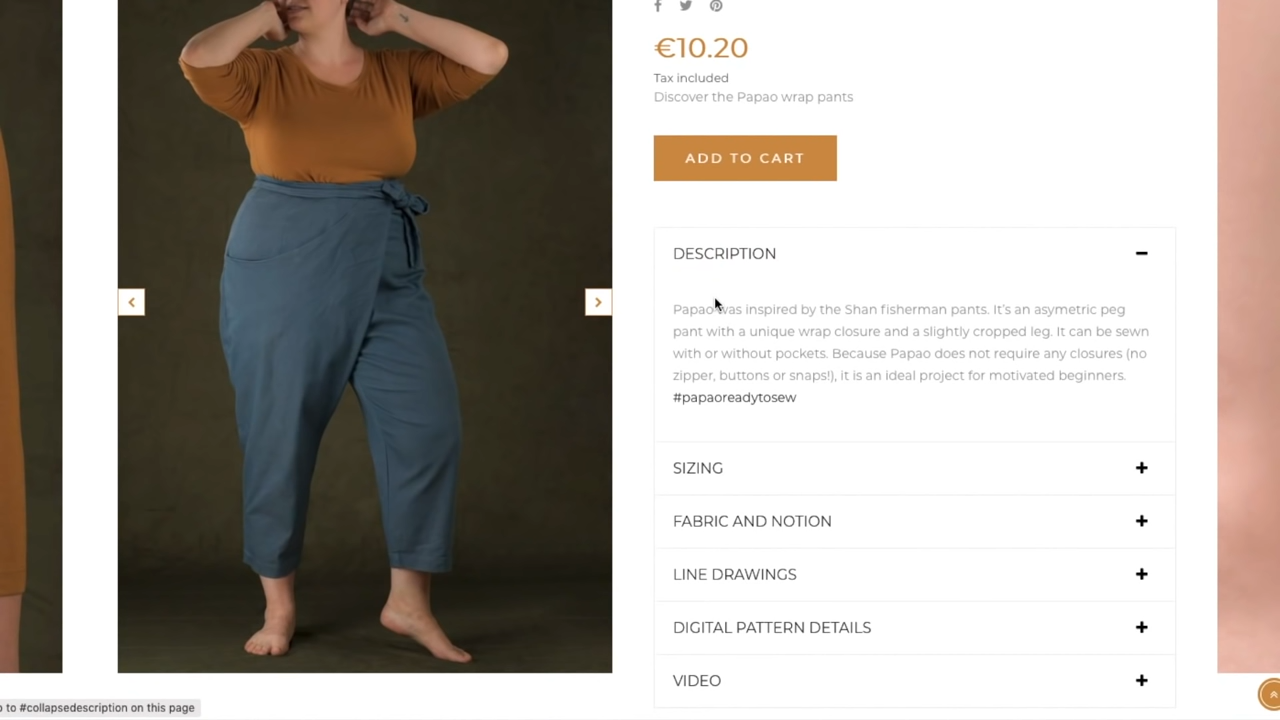 €10.20
Tax included
Discover the Papao wrap pants
ADD TO CART
DESCRIPTION
Papao was inspired by the Shan fisherman pants. It's an asymetric peg
pant with a unique wrap closure and a slightly cropped leg. It can be sewn
with or without pockets. Because Papao does not require any closures (no
zipper, buttons or snaps!), it is an ideal project for motivated beginners.
#papaoreadytosew
SIZING
FABRIC AND NOTION
LINE DRAWINGS
DIGITAL PATTERN DETAILS
VIDEO
to #collapsedescription on this page